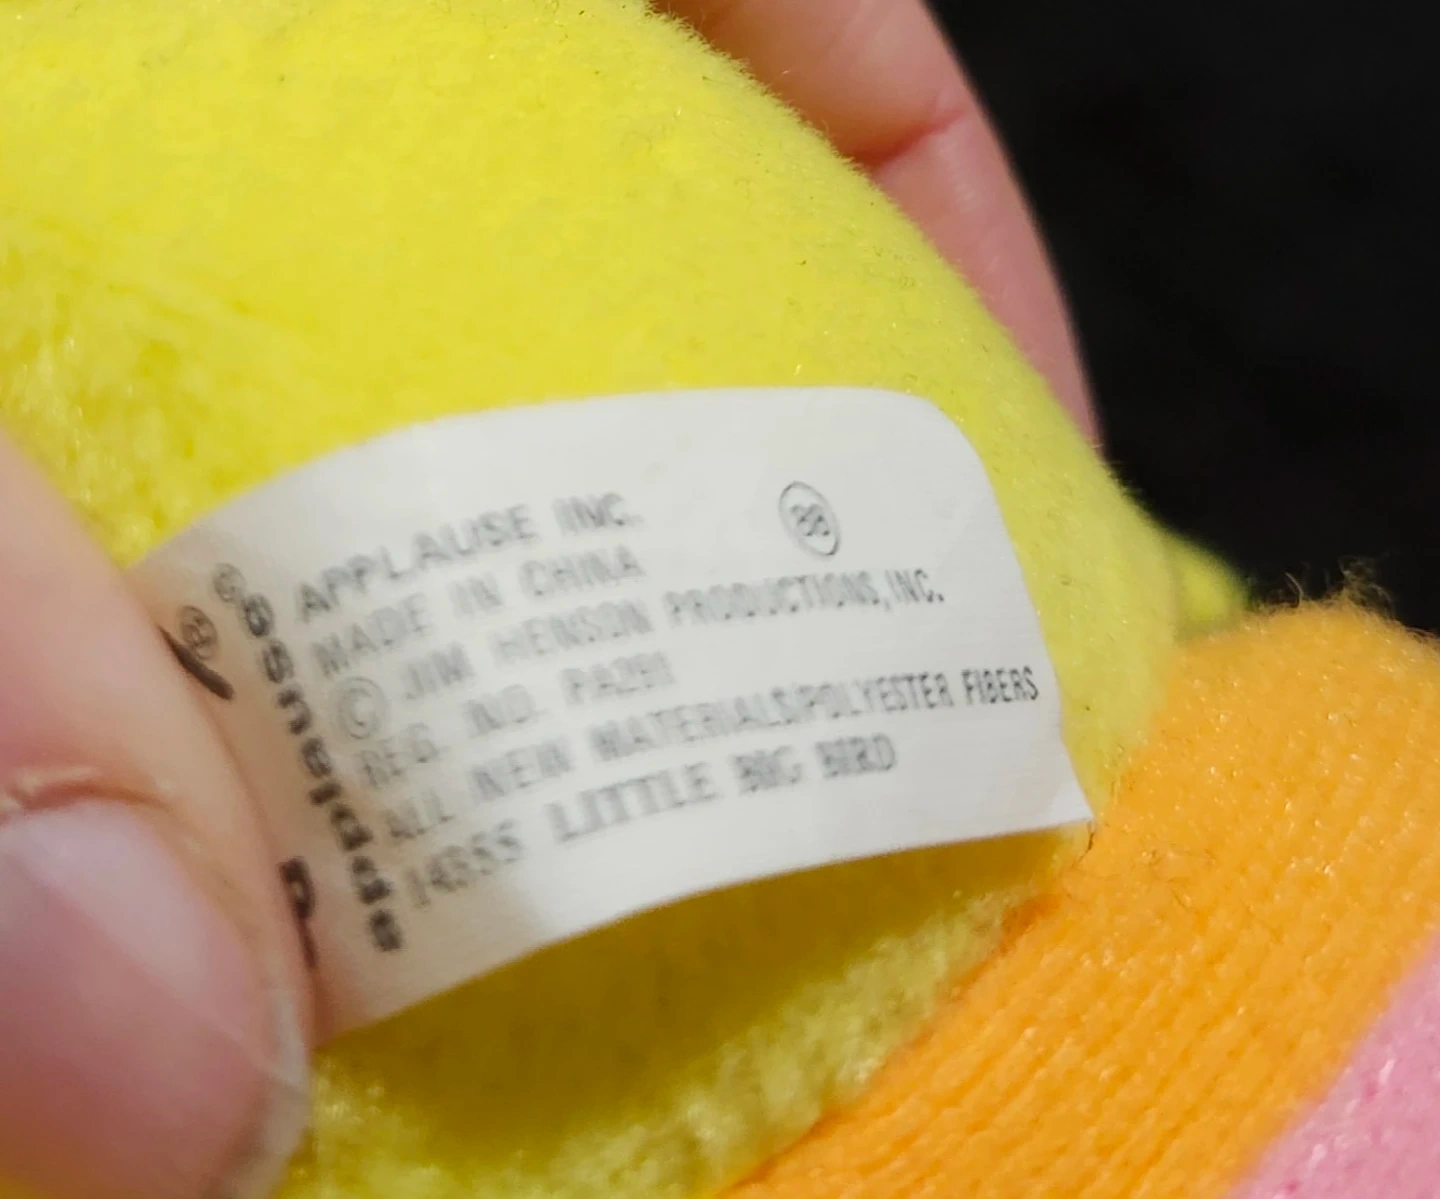 Applause
®
APPLAUSE INC.
88
MADE IN CHINA
© JIM HENSON PRODUCTIONS, INC.
REG. NO. PA291
ALL NEW MATERIALS/POLYESTER FIBERS
14355 LITTLE BIG BIRD